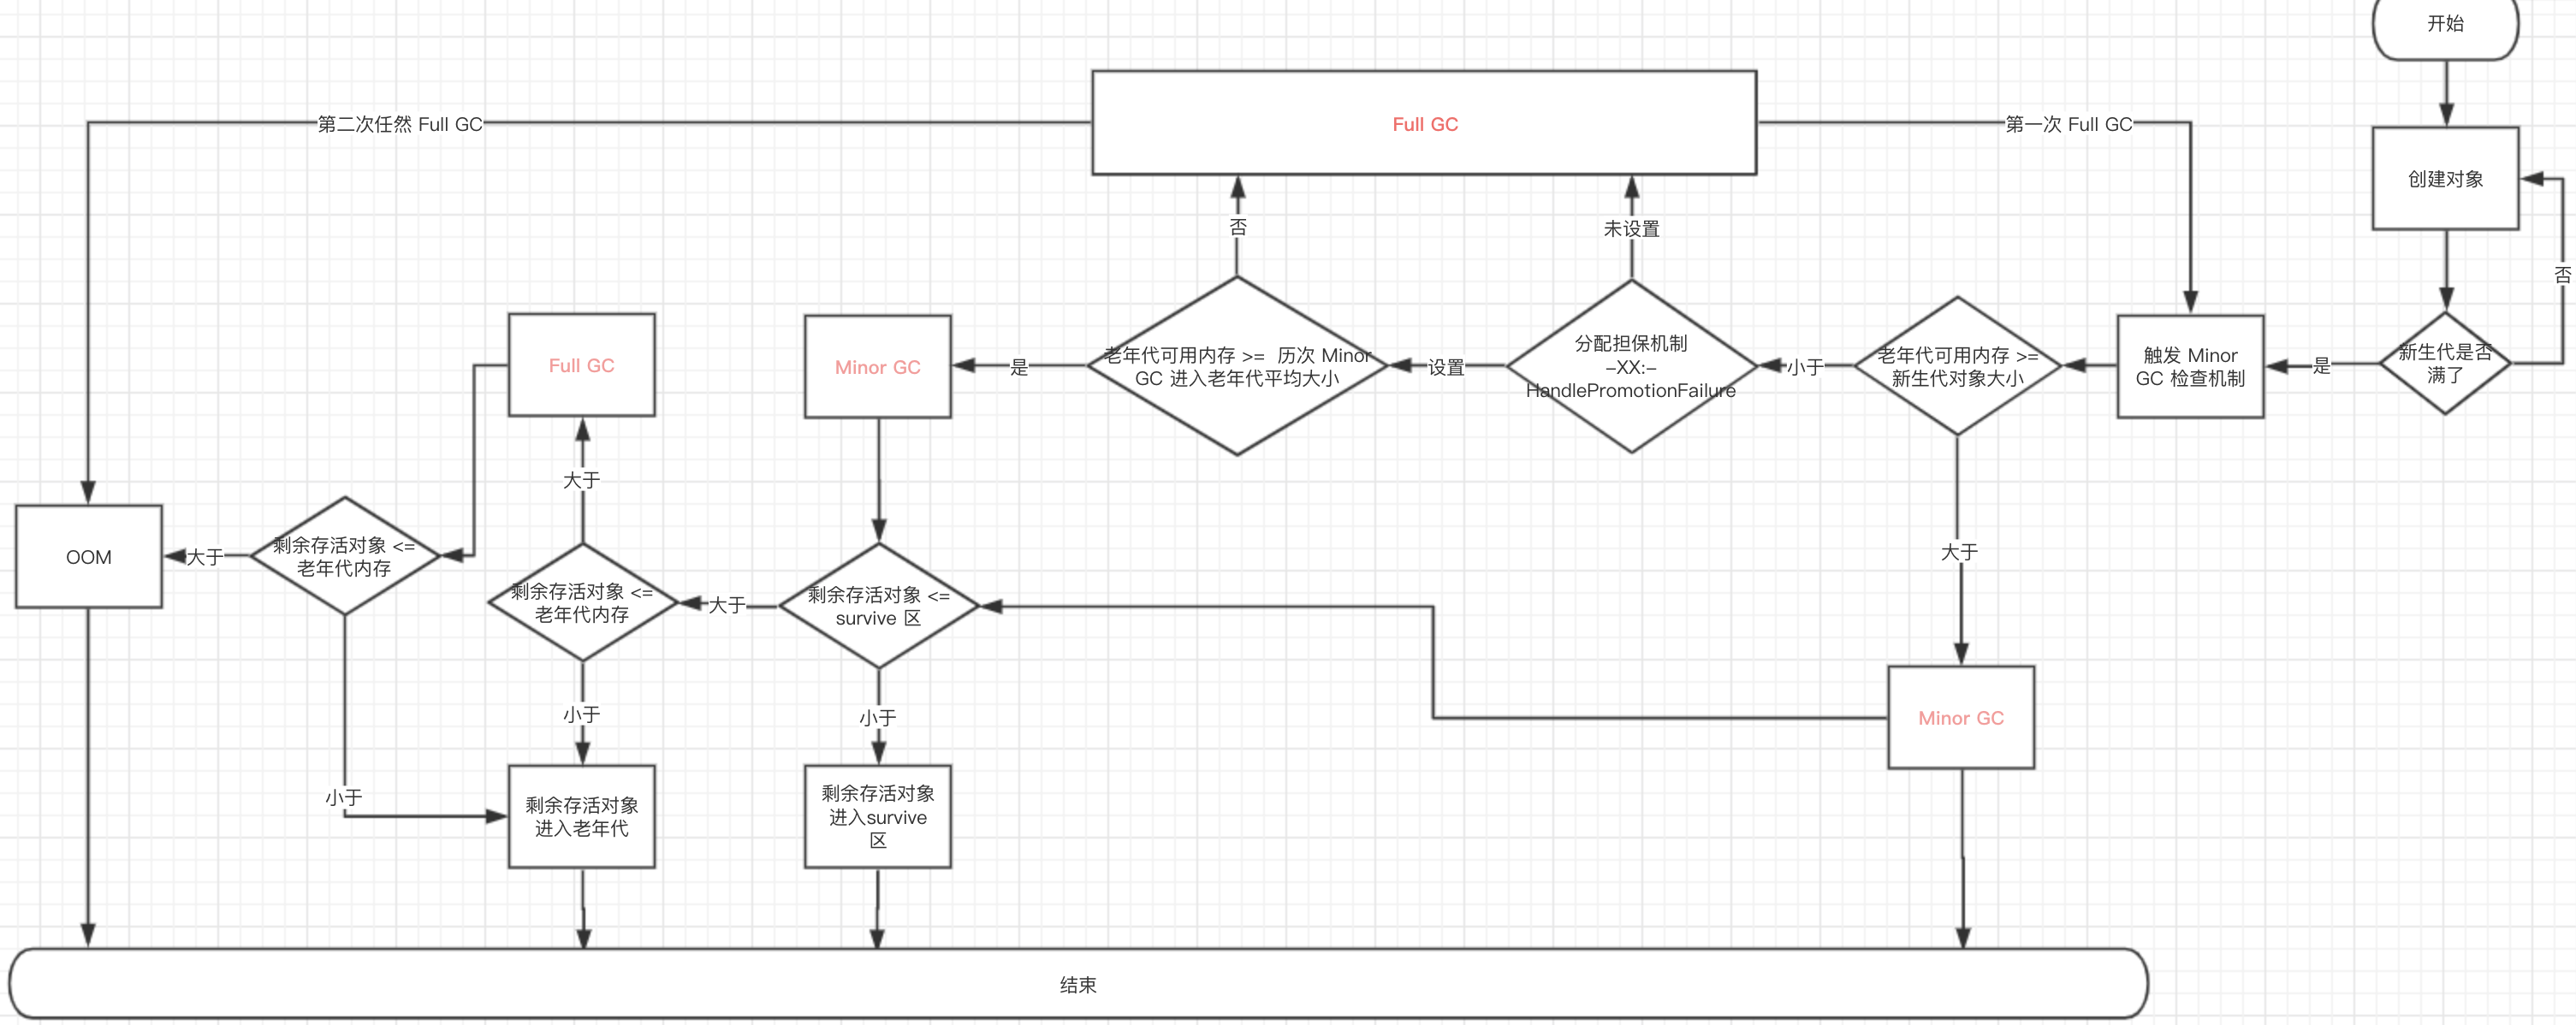 开始
第二次任然 Full GC
Full GC
第一次 Full GC
创建对象
否
未设置
否
Full GC
Minor GC
是
老年代可用内存 >= 历次 Minor
GC 进入老年代平均大小
设置
分配担保机制
-XX:-
HandlePromotionFailure
小于
老年代可用内存 >=
新生代对象大小
触发 Minor
GC 检查机制
是
新生代是否
满了
大于
OOM
大于
剩余存活对象 <=
老年代内存
剩余存活对象 <=
老年代内存
大于
剩余存活对象 <=
survive 区
大于
小于
小于
Minor GC
小于
剩余存活对象
进入老年代
剩余存活对象
进入survive
区
结束